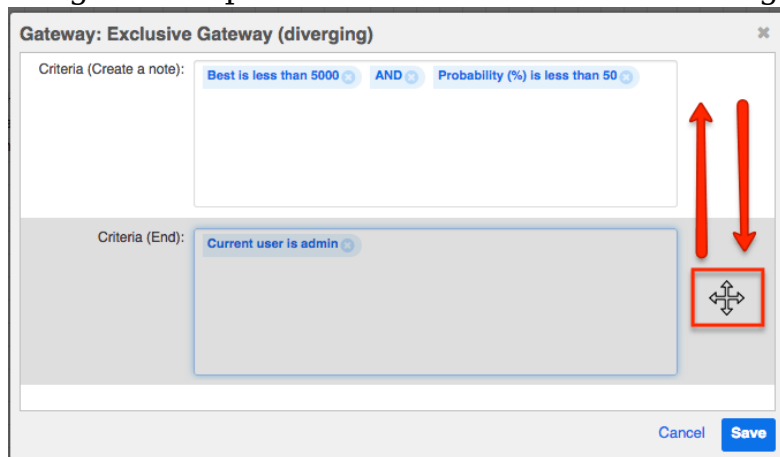 Gateway: Exclusive Gateway (diverging)
Criteria (Create a note):
Best is less than 5000 AND Probability (%) is less than 50
Criteria (End):
Current user is admin
Cancel Save